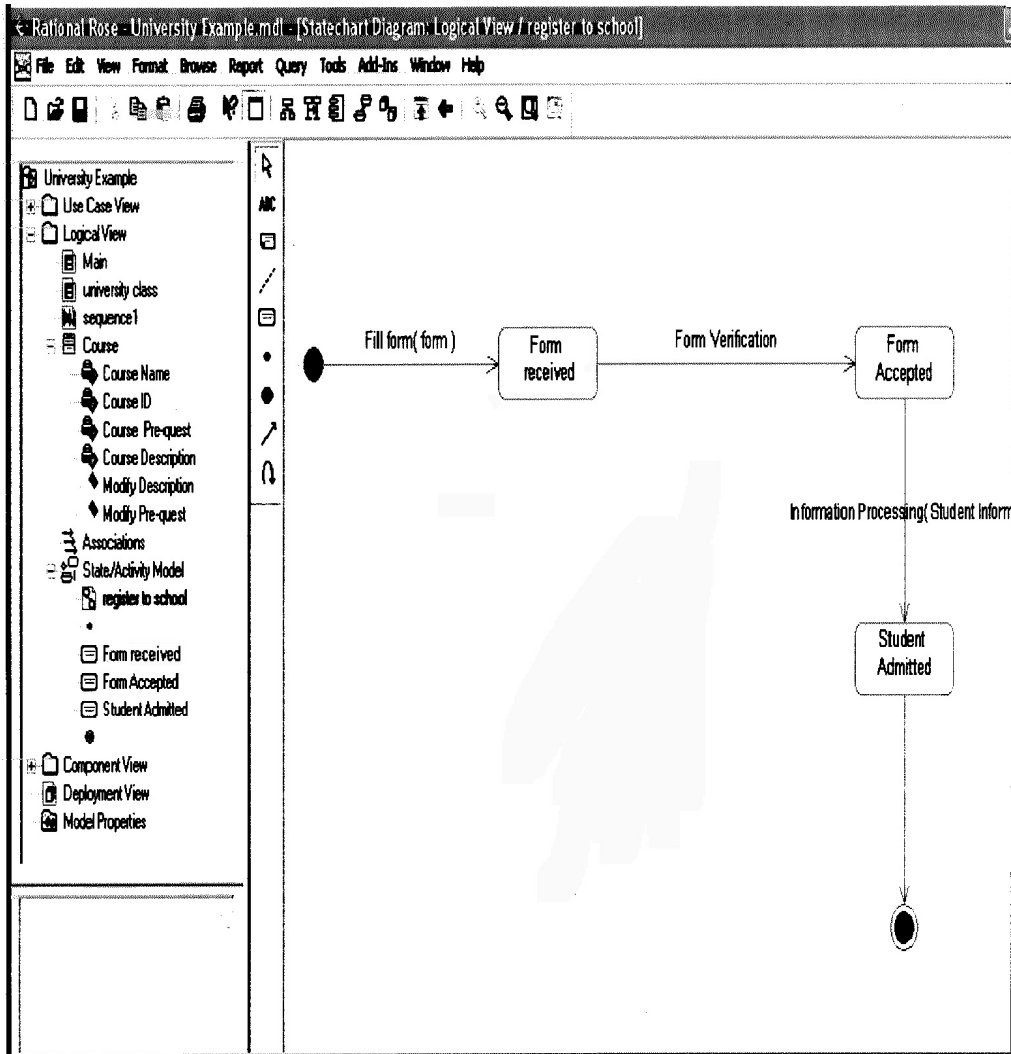 Rational Rose - University Example.mdl - [Statechart Diagram: Logical View / register to school]
File Edit View Format Browse Report Query Tools Add-Ins Window Help
University Example
Use Case View
Logical View
Main
university class
sequence1
Course
Course Name
Course ID
Course Pre-quest
Course Description
Modify Description
Modify Pre-quest
Associations
State/Activity Model
register to school
Form received
Form Accepted
Student Admitted
Component View
Deployment View
Model Properties
ABC
Fill form( form )
Form
received
Form Verification
Form
Accepted
Information Processing( Student Inform
Student
Admitted